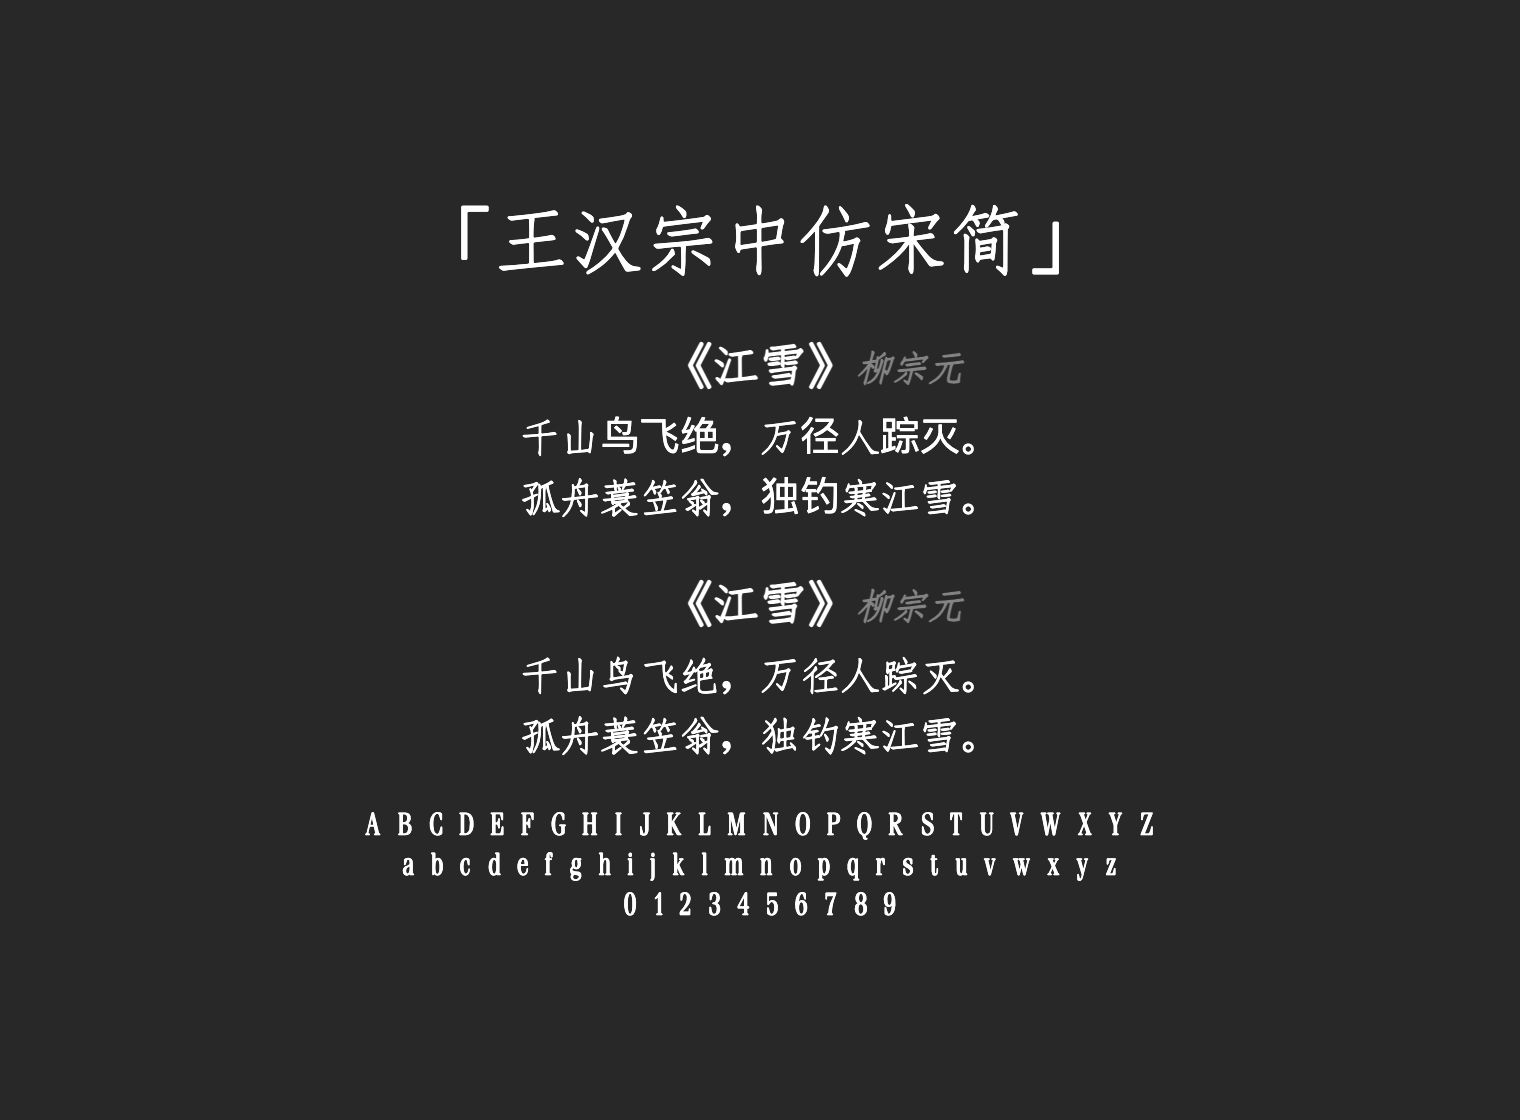 「王汉宗中仿宋简」
《江雪》柳宗元
千山鸟飞绝，万径人踪灭。
孤舟蓑笠翁，独钓寒江雪。
《江雪》柳宗元
千山鸟飞绝，万径人踪灭。
孤舟蓑笠翁，独钓寒江雪。
A B C D E F G H I J K L M N O P Q R S T U V W X Y Z
a b c d e f g h i j k l m n o p q r s t u v w x y z
0 1 2 3 4 5 6 7 8 9